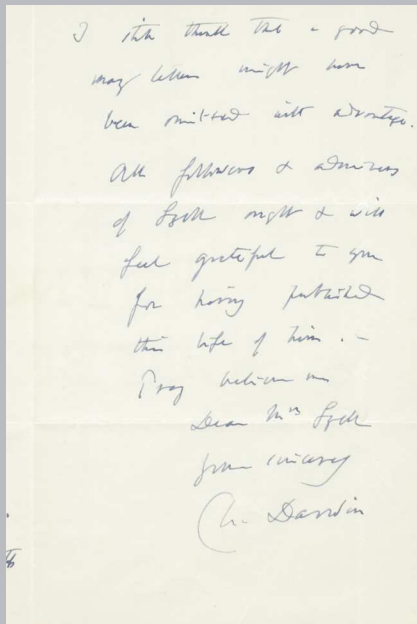 I still think that a good
many letters might have
been omitted with advantage.
All followers & admirers
of Lyell ought & will
feel grateful to you
for having published
this life of him. —
Pray believe me
Dear Mrs Lyell
Yours sincerely
Ch. Darwin